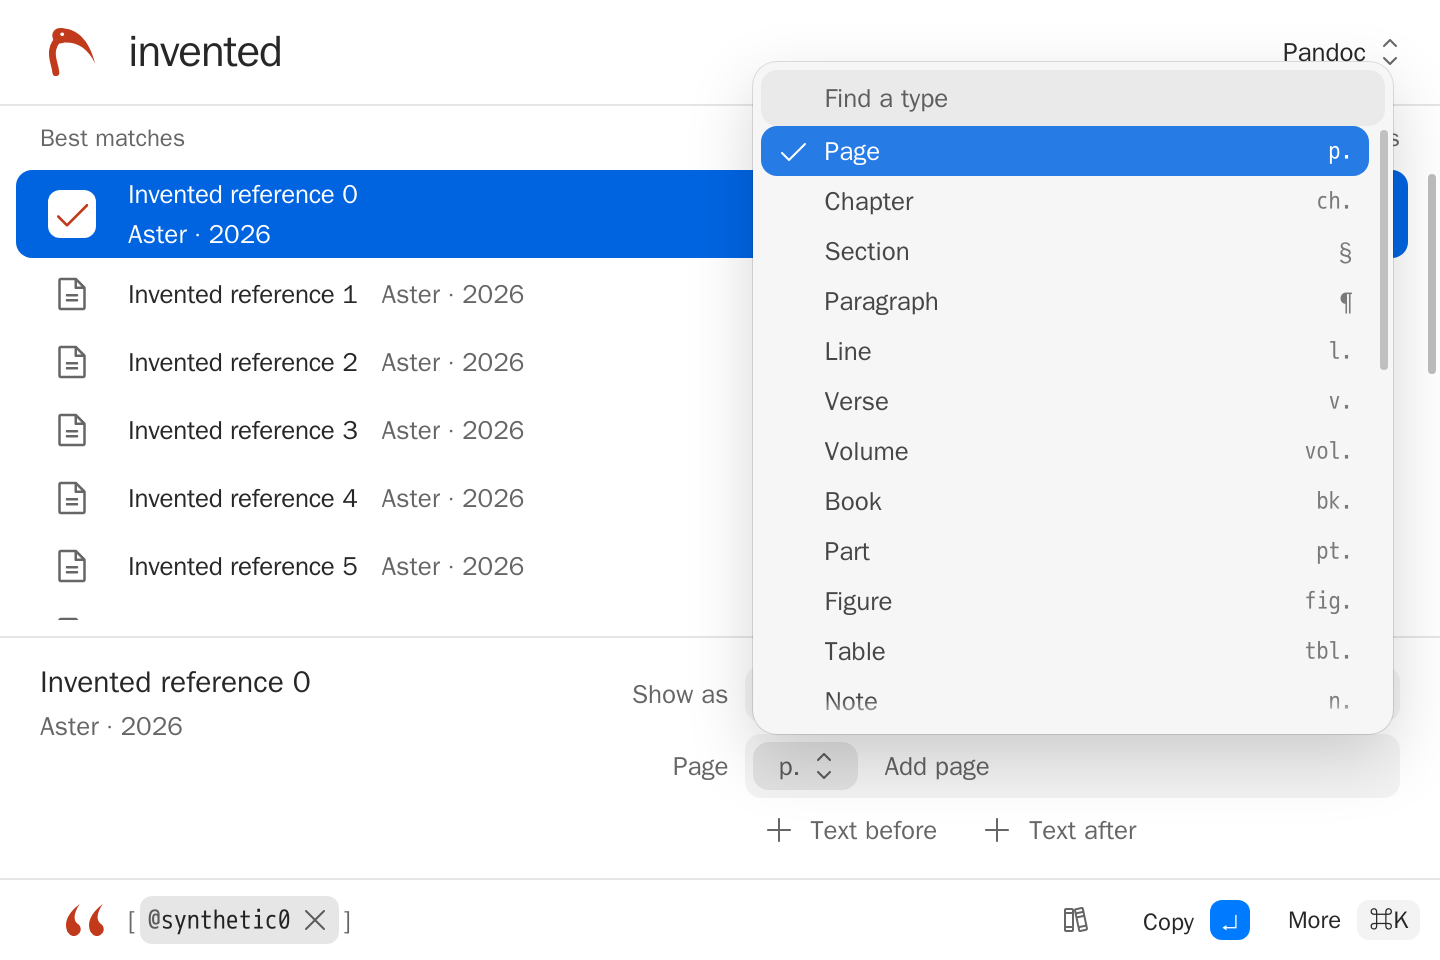 invented
Pandoc
Best matches
s
Invented reference 0
Aster · 2026
Invented reference 1 Aster · 2026
Invented reference 2 Aster · 2026
Invented reference 3 Aster · 2026
Invented reference 4 Aster · 2026
Invented reference 5 Aster · 2026
Find a type
Page p.
Chapter ch.
Section §
Paragraph ¶
Line l.
Verse v.
Volume vol.
Book bk.
Part pt.
Figure fig.
Table tbl.
Note n.
Invented reference 0
Aster · 2026
Show as
Page p. Add page
Text before Text after
[ @synthetic0 ]
Copy More ⌘K